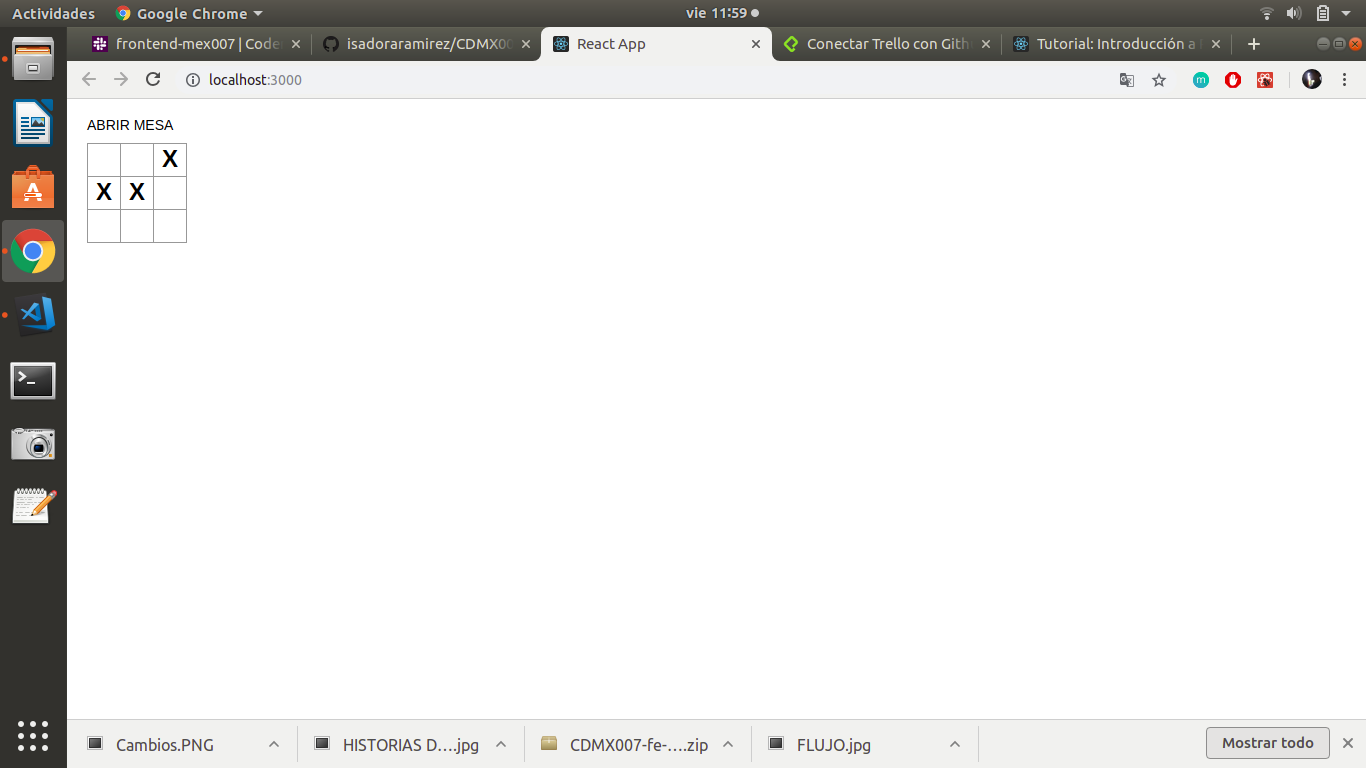 Actividades Google Chrome vie 11:59
frontend-mex007 | Code isadoraramirez/CDMX00 React App Conectar Trello con Gith Tutorial: Introducción a
localhost:3000
ABRIR MESA
X
X X
Cambios.PNG HISTORIAS D....jpg CDMX007-fe-....zip FLUJO.jpg Mostrar todo